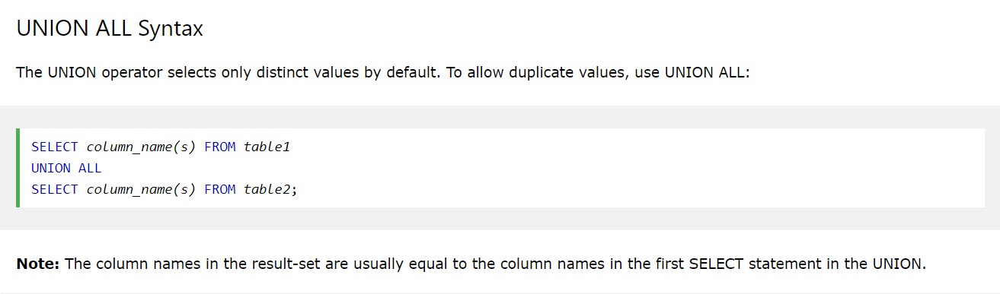 UNION ALL Syntax
The UNION operator selects only distinct values by default. To allow duplicate values, use UNION ALL:
SELECT column_name(s) FROM table1
UNION ALL
SELECT column_name(s) FROM table2;
Note: The column names in the result-set are usually equal to the column names in the first SELECT statement in the UNION.